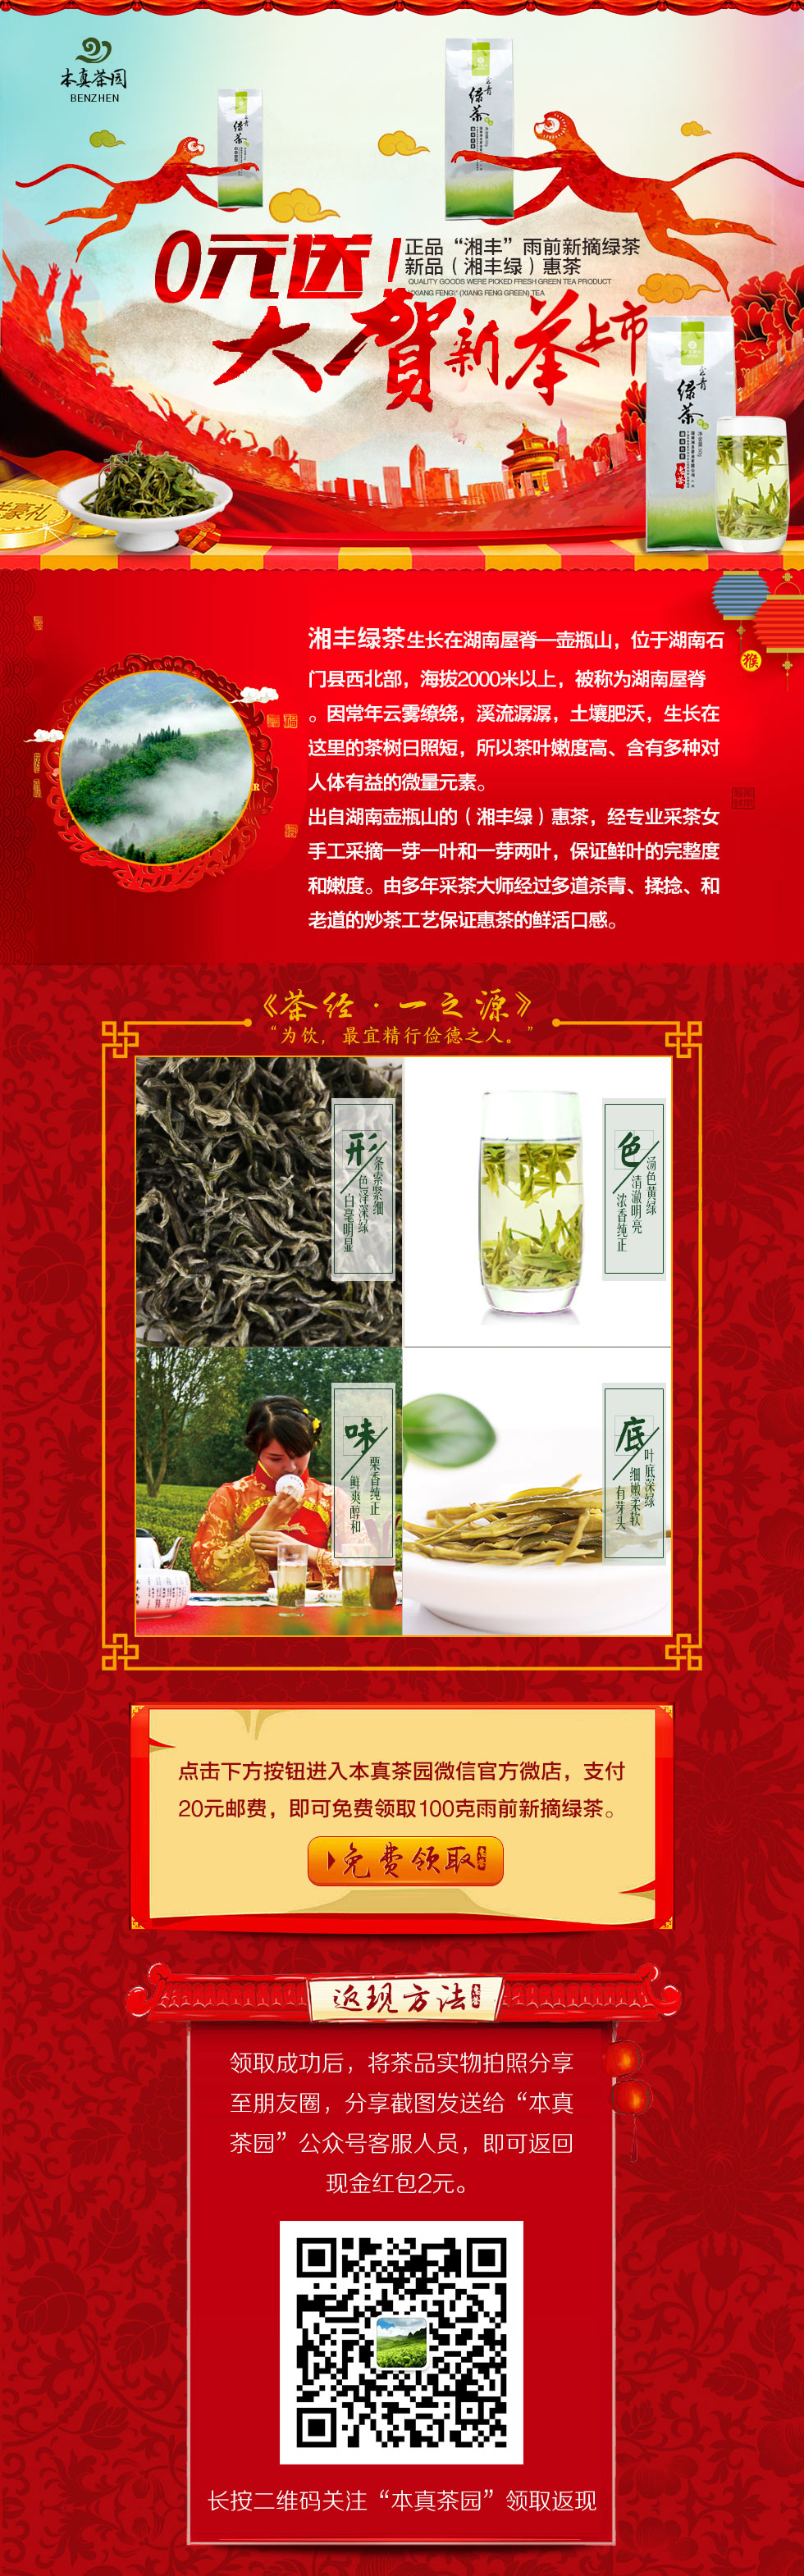 本真茶园
BENZHEN
绿茶
绿茶
0元送!
正品“湘丰”雨前新摘绿茶
新品（湘丰绿）惠茶
QUALITY GOODS WERE PICKED FRESH GREEN TEA PRODUCT
"XIANG FENG," (XIANG FENG GREEN) TEA
大賀新茶上市
绿茶
豪礼
湘丰绿茶生长在湖南屋脊—壶瓶山，位于湖南石
门县西北部，海拔2000米以上，被称为湖南屋脊
。因常年云雾缭绕，溪流潺潺，土壤肥沃，生长在
这里的茶树日照短，所以茶叶嫩度高、含有多种对
人体有益的微量元素。
出自湖南壶瓶山的（湘丰绿）惠茶，经专业采茶女
手工采摘一芽一叶和一芽两叶，保证鲜叶的完整度
和嫩度。由多年采茶大师经过多道杀青、揉捻、和
老道的炒茶工艺保证惠茶的鲜活口感。
猴
《茶经·一之源》
“为饮，最宜精行俭德之人。”
形
条索紧细
色泽深绿
白毫明显
色
汤色黄绿
清澈明亮
浓香纯正
味
栗香纯正
鲜爽醇和
底
叶底深绿
细嫩柔软
有芽头
点击下方按钮进入本真茶园微信官方微店，支付
20元邮费，即可免费领取100克雨前新摘绿茶。
免费领取
返现方法
领取成功后，将茶品实物拍照分享
至朋友圈，分享截图发送给“本真
茶园”公众号客服人员，即可返回
现金红包2元。
长按二维码关注“本真茶园”领取返现